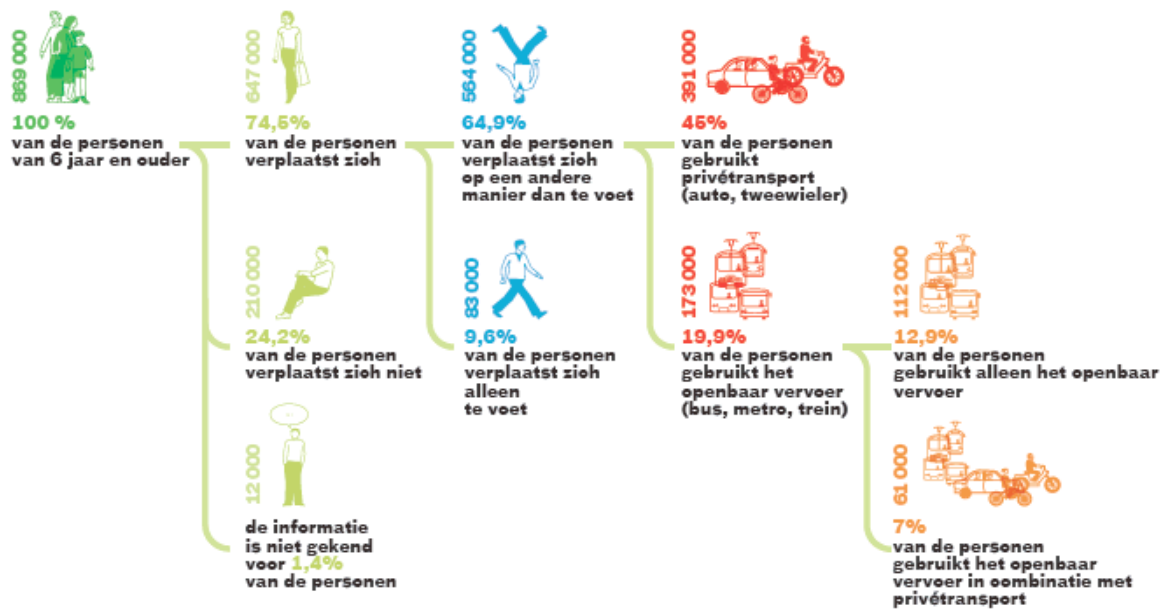 869 000
100 %
van de personen
van 6 jaar en ouder
647 000
74,5%
van de personen
verplaatst zich
564 000
64,9%
van de personen
verplaatst zich
op een andere
manier dan te voet
391 000
45%
van de personen
gebruikt
privétransport
(auto, tweewieler)
210 000
24,2%
van de personen
verplaatst zich niet
83 000
9,6%
van de personen
verplaatst zich
alleen
te voet
173 000
19,9%
van de personen
gebruikt het
openbaar vervoer
(bus, metro, trein)
112 000
12,9%
van de personen
gebruikt alleen het openbaar
vervoer
12 000
de informatie
is niet gekend
voor 1,4%
van de personen
61 000
7%
van de personen
gebruikt het openbaar
vervoer in combinatie met
privétransport